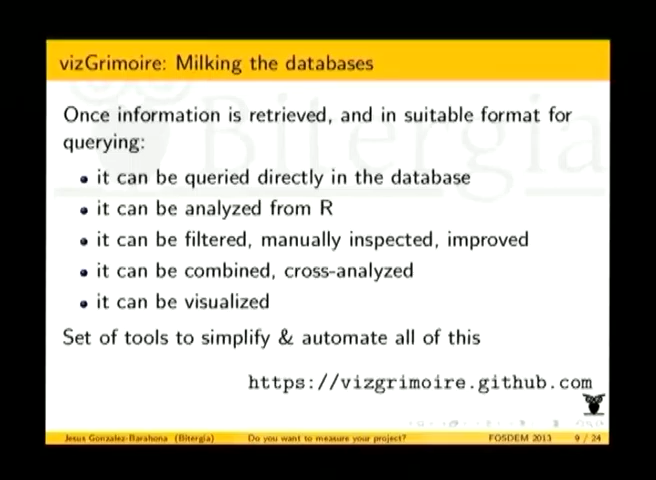 vizGrimoire: Milking the databases
Once information is retrieved, and in suitable format for
querying:
it can be queried directly in the database
it can be analyzed from R
it can be filtered, manually inspected, improved
it can be combined, cross-analyzed
it can be visualized
Set of tools to simplify & automate all of this
https://vizgrimoire.github.com
Bitergia
Jesus Gonzalez-Barahona (Bitergia) Do you want to measure your project? FOSDEM 2013 9 / 24